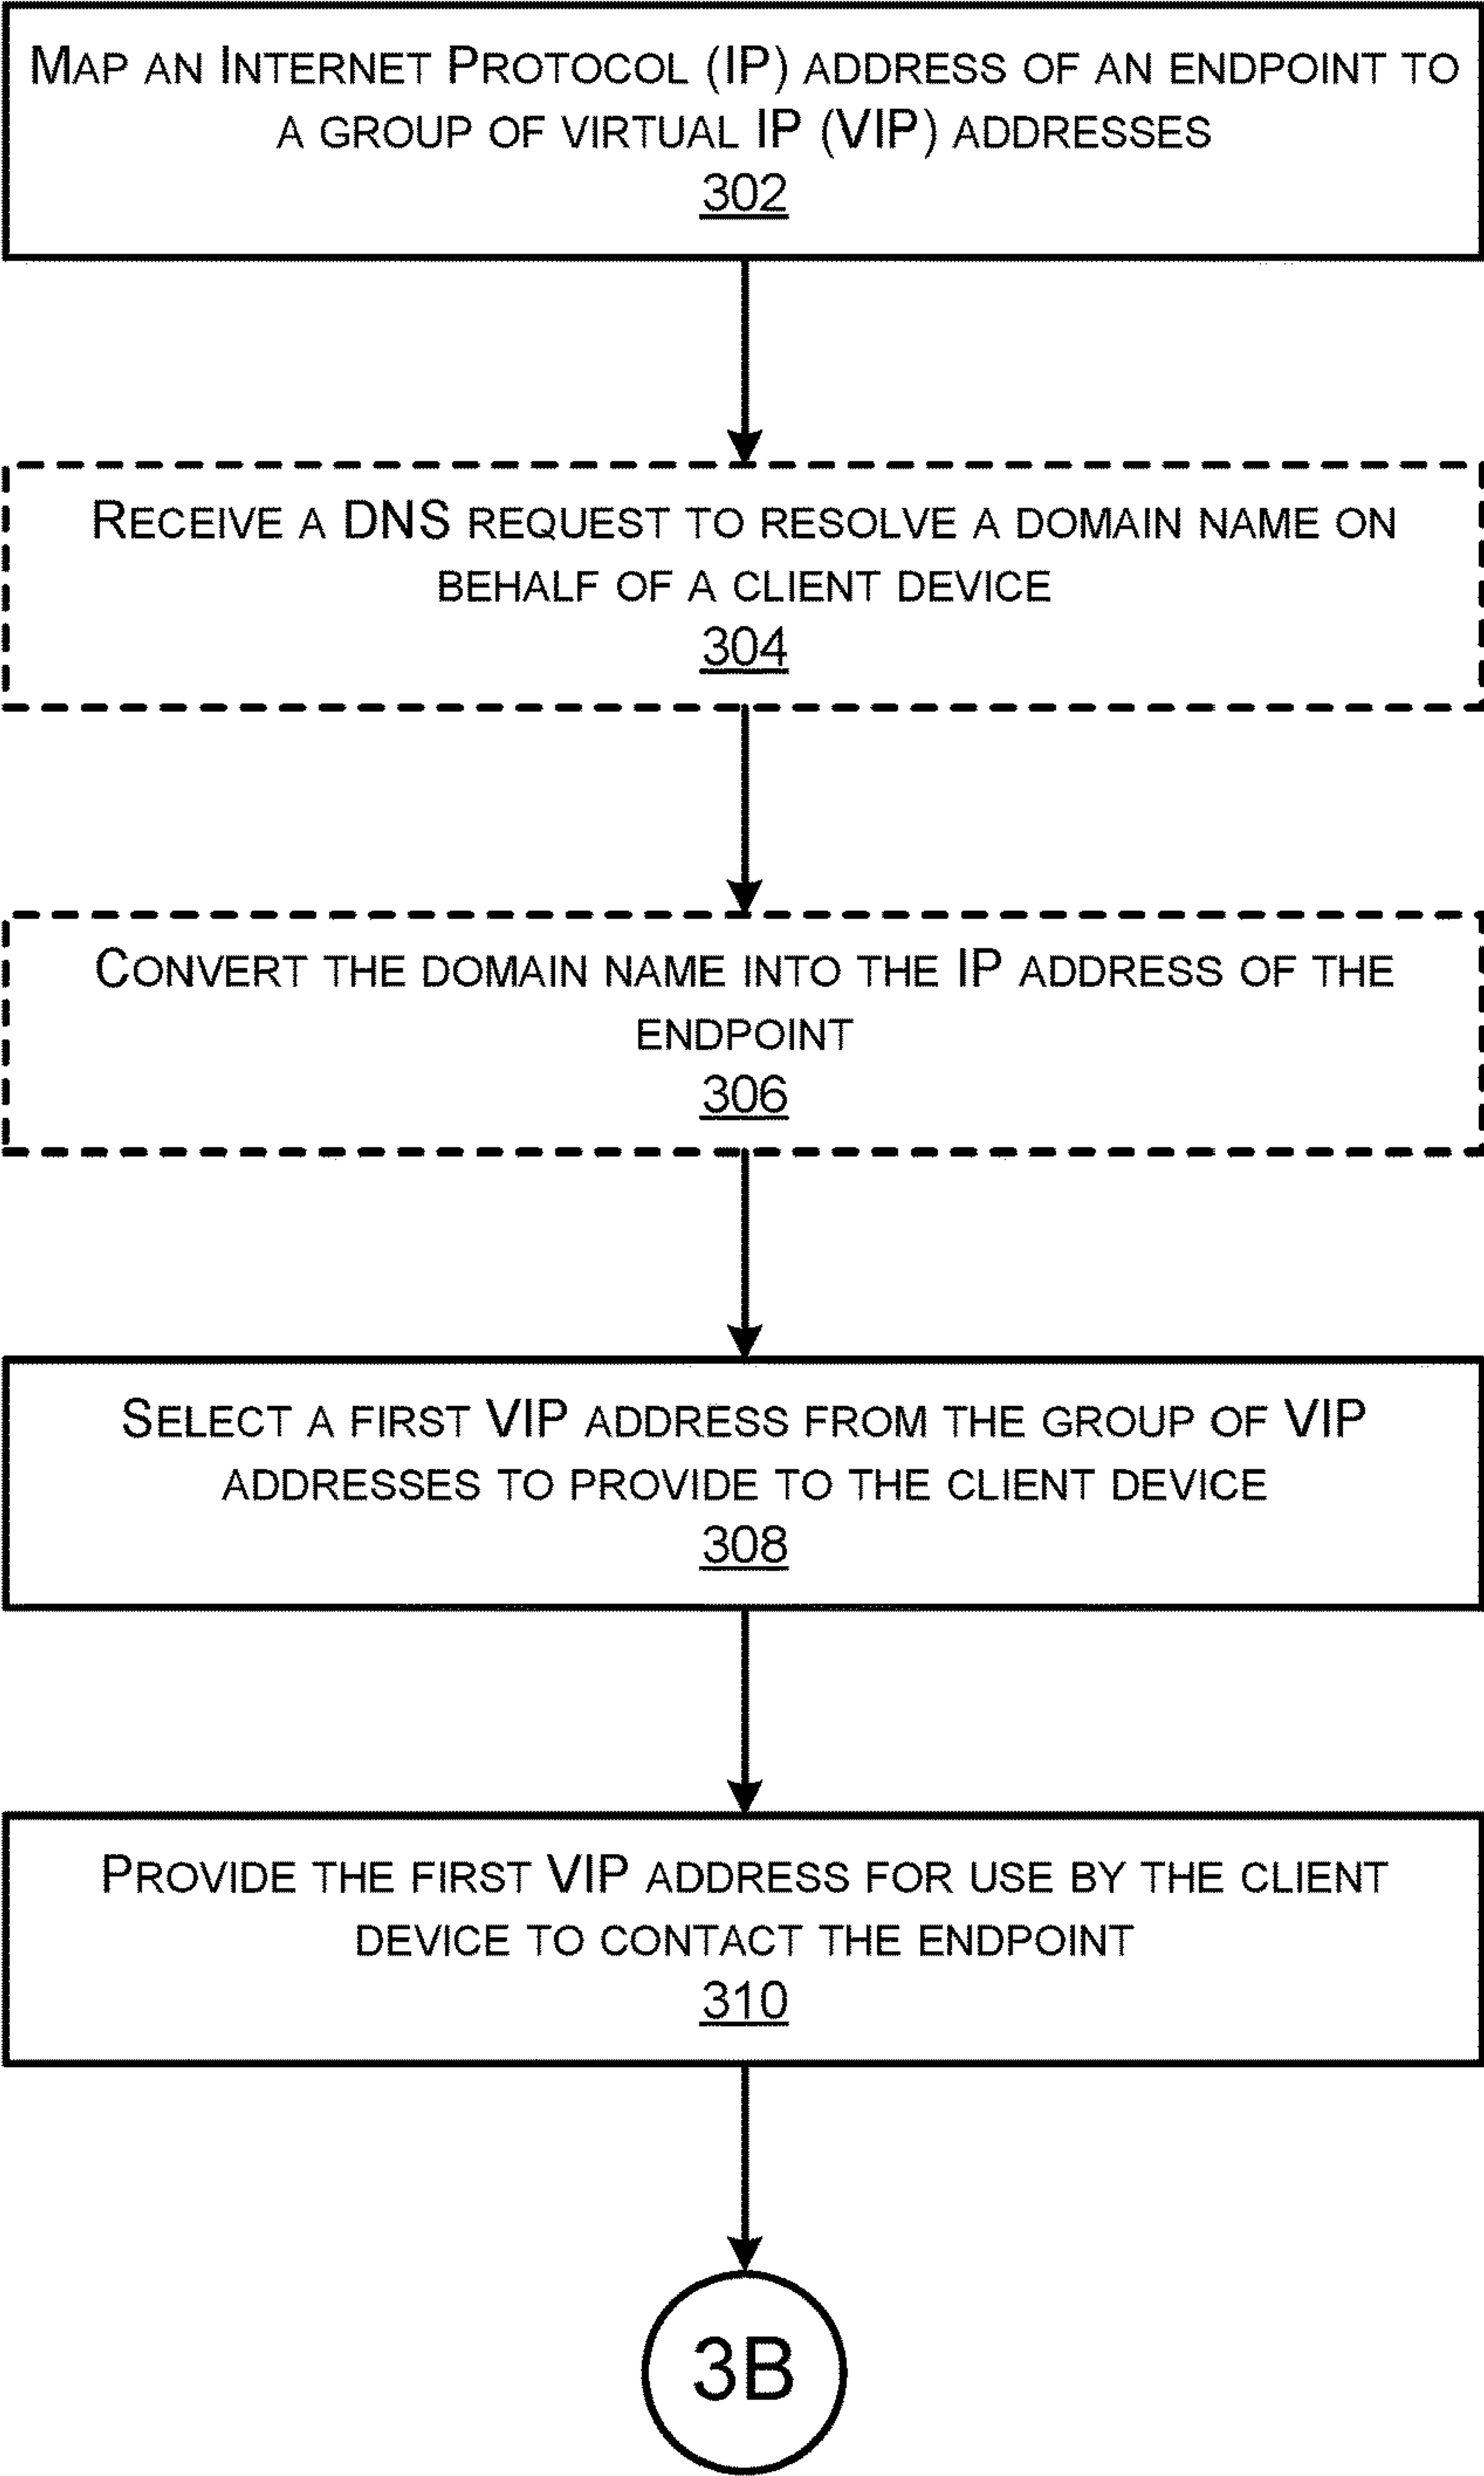 Map an Internet Protocol (IP) address of an endpoint to
a group of virtual IP (VIP) addresses
302
Receive a DNS request to resolve a domain name on
behalf of a client device
304
Convert the domain name into the IP address of the
endpoint
306
Select a first VIP address from the group of VIP
addresses to provide to the client device
308
Provide the first VIP address for use by the client
device to contact the endpoint
310
3B